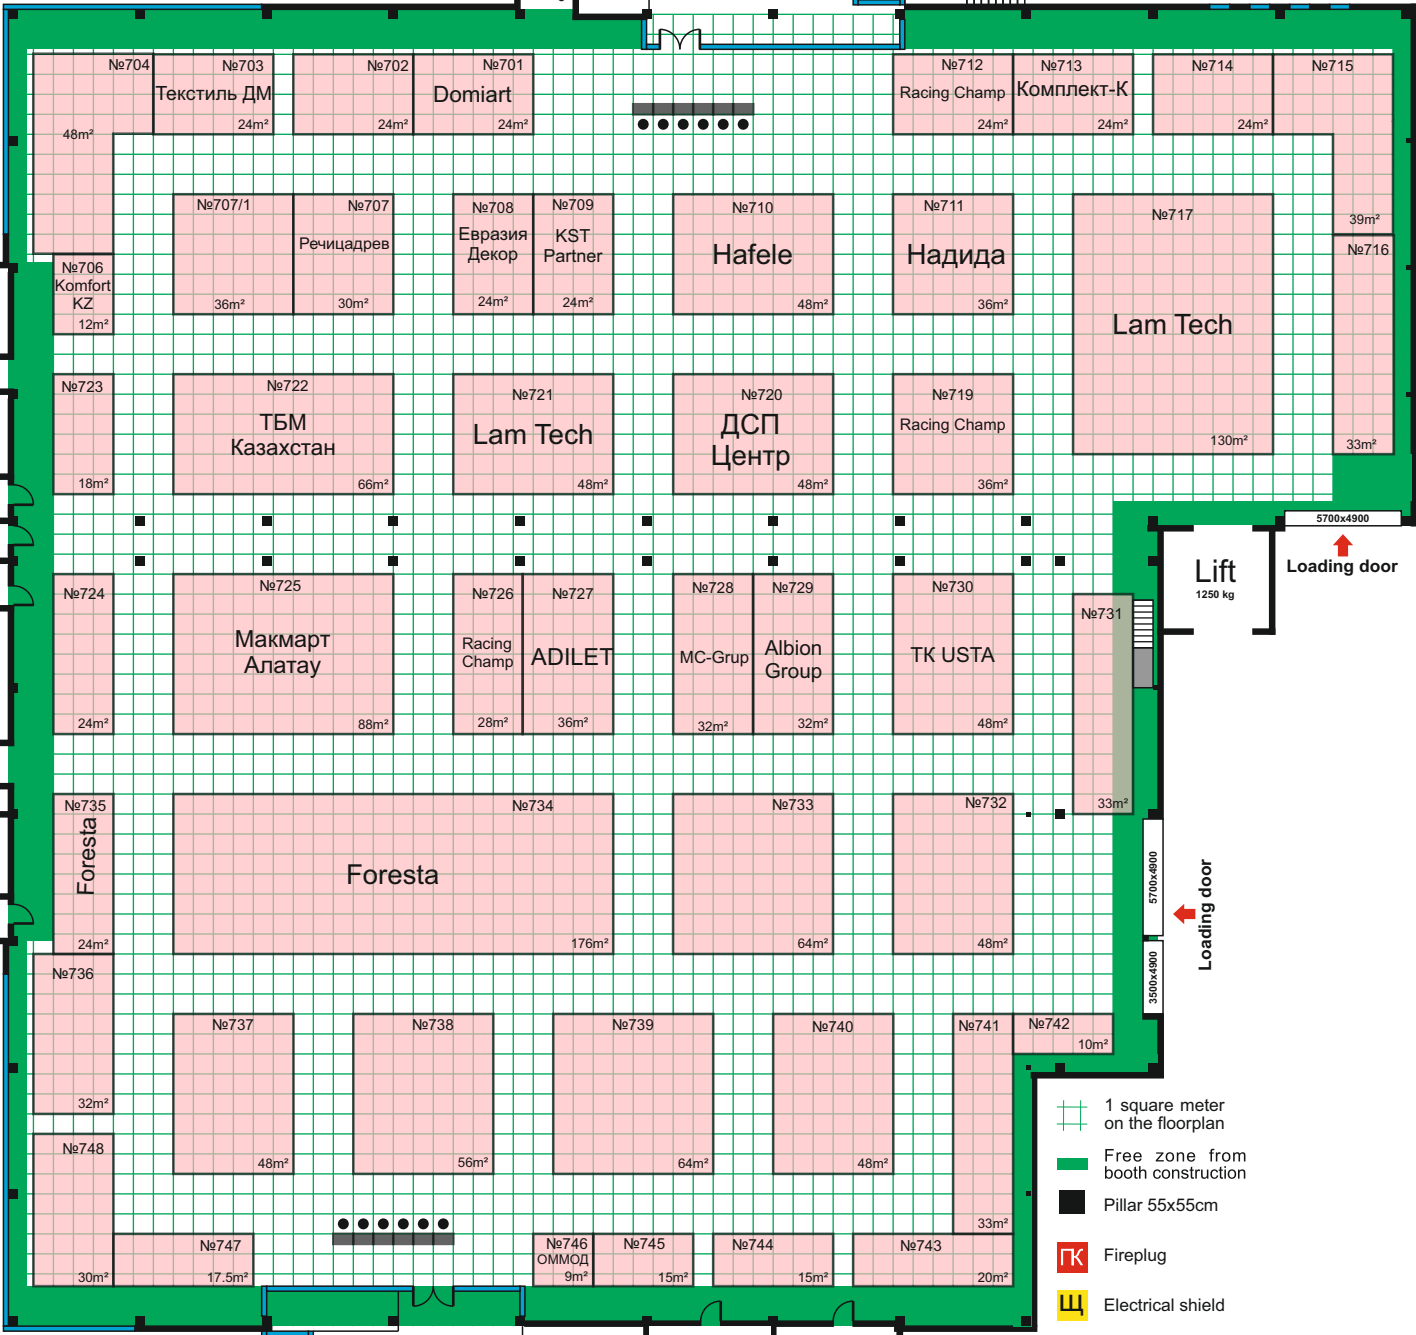 №704
48m²
№703
Текстиль ДМ
24m²
№702
24m²
№701
Domiart
24m²
№712
Racing Champ
24m²
№713
Комплект-К
24m²
№714
24m²
№715
39m²
№706
Komfort
KZ
12m²
№707/1
36m²
№707
Речицадрев
30m²
№708
Евразия
Декор
24m²
№709
KST
Partner
24m²
№710
Hafele
48m²
№711
Надида
36m²
№717
Lam Tech
130m²
№716
33m²
№723
18m²
№722
ТБМ
Казахстан
66m²
№721
Lam Tech
48m²
№720
ДСП
Центр
48m²
№719
Racing Champ
36m²
5700x4900
Loading door
Lift
1250 kg
№724
24m²
№725
Макмарт
Алатау
88m²
№726
Racing
Champ
28m²
№727
ADILET
36m²
№728
MC-Grup
32m²
№729
Albion
Group
32m²
№730
ТК USTA
48m²
№731
33m²
№735
Foresta
24m²
№734
Foresta
176m²
№733
64m²
№732
48m²
5700x4900
Loading door
3500x4900
№736
32m²
№737
48m²
№738
56m²
№739
64m²
№740
48m²
№741
33m²
№742
10m²
№748
30m²
№747
17.5m²
№746
ОММОД
9m²
№745
15m²
№744
15m²
№743
20m²
1 square meter
on the floorplan
Free zone from
booth construction
Pillar 55x55cm
ПК Fireplug
Щ Electrical shield